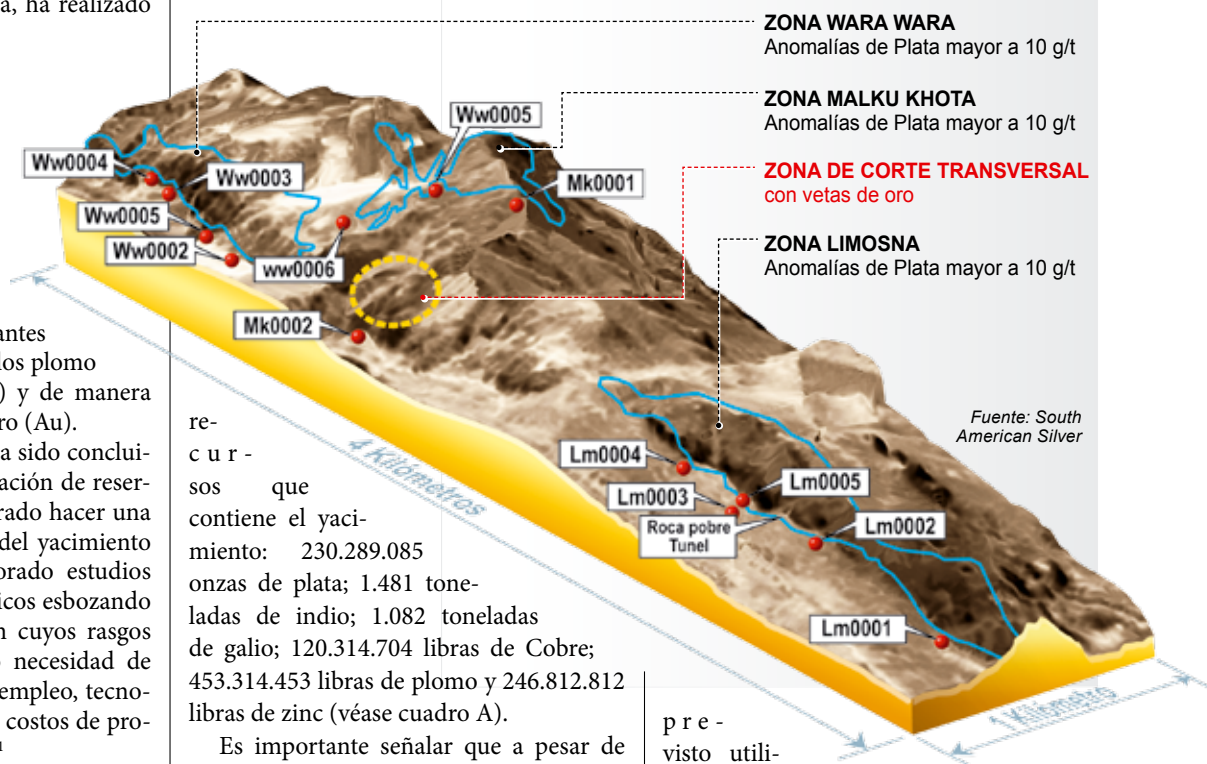 a, ha realizado
antes
los plomo
) y de manera
ro (Au).
a sido conclui-
ación de reser-
rado hacer una
del yacimiento
orado estudios
icos esbozando
n cuyos rasgos
o necesidad de
empleo, tecno-
costos de pro-
re-
cur-
sos que
contiene el yaci-
miento: 230.289.085
onzas de plata; 1.481 tone-
ladas de indio; 1.082 toneladas
de galio; 120.314.704 libras de Cobre;
453.314.453 libras de plomo y 246.812.812
libras de zinc (véase cuadro A).
Es importante señalar que a pesar de
pre-
visto utili-
ZONA WARA WARA
Anomalías de Plata mayor a 10 g/t
ZONA MALKU KHOTA
Anomalías de Plata mayor a 10 g/t
ZONA DE CORTE TRANSVERSAL
con vetas de oro
ZONA LIMOSNA
Anomalías de Plata mayor a 10 g/t
Fuente: South
American Silver
Ww0005
Ww0004
Ww0003
Mk0001
Ww0005
Ww0002
ww0006
Mk0002
Lm0004
Lm0005
Lm0003
Roca pobre
Tunel
Lm0002
Lm0001
4 Kilómetros
1 Kilómetro